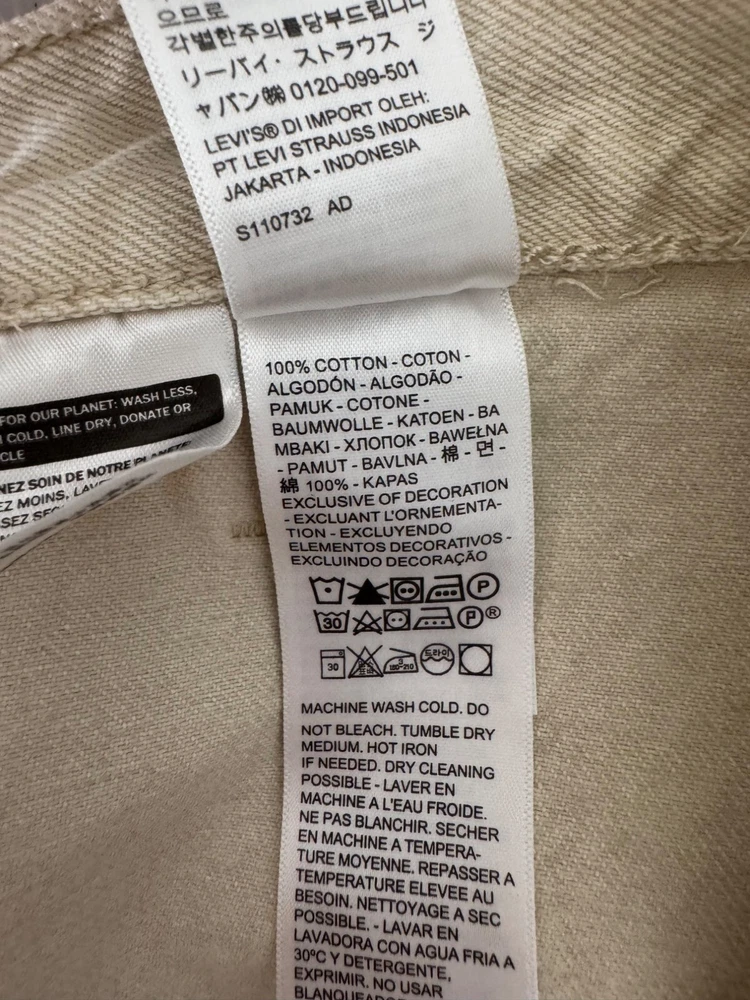 으므로
각별한주의를당부드립니다
リーバイ・ストラウス ジ
ャパン㈱ 0120-099-501
LEVI'S® DI IMPORT OLEH:
PT LEVI STRAUSS INDONESIA
JAKARTA - INDONESIA
S110732 AD
FOR OUR PLANET: WASH LESS,
COLD, LINE DRY, DONATE OR
CLE
NEZ SOIN DE NOTRE PLANÈTE
EZ MOINS,
100% COTTON - COTON -
ALGODÓN - ALGODÃO -
PAMUK - COTONE -
BAUMWOLLE - KATOEN - BA
MBAKI - ХЛОПОК - BAWEŁNA
- PAMUT - BAVLNA - 棉 - 면 -
綿 100% - KAPAS
EXCLUSIVE OF DECORATION
- EXCLUANT L'ORNEMENTA-
TION - EXCLUYENDO
ELEMENTOS DECORATIVOS -
EXCLUINDO DECORAÇÃO
P
30 P®
30 180-210 드라이
MACHINE WASH COLD. DO
NOT BLEACH. TUMBLE DRY
MEDIUM. HOT IRON
IF NEEDED. DRY CLEANING
POSSIBLE - LAVER EN
MACHINE A L'EAU FROIDE.
NE PAS BLANCHIR. SECHER
EN MACHINE A TEMPERA-
TURE MOYENNE. REPASSER A
TEMPERATURE ELEVEE AU
BESOIN. NETTOYAGE A SEC
POSSIBLE. - LAVAR EN
LAVADORA CON AGUA FRIA A
30ºC Y DETERGENTE,
EXPRIMIR. NO USAR
BLANQUEADOR